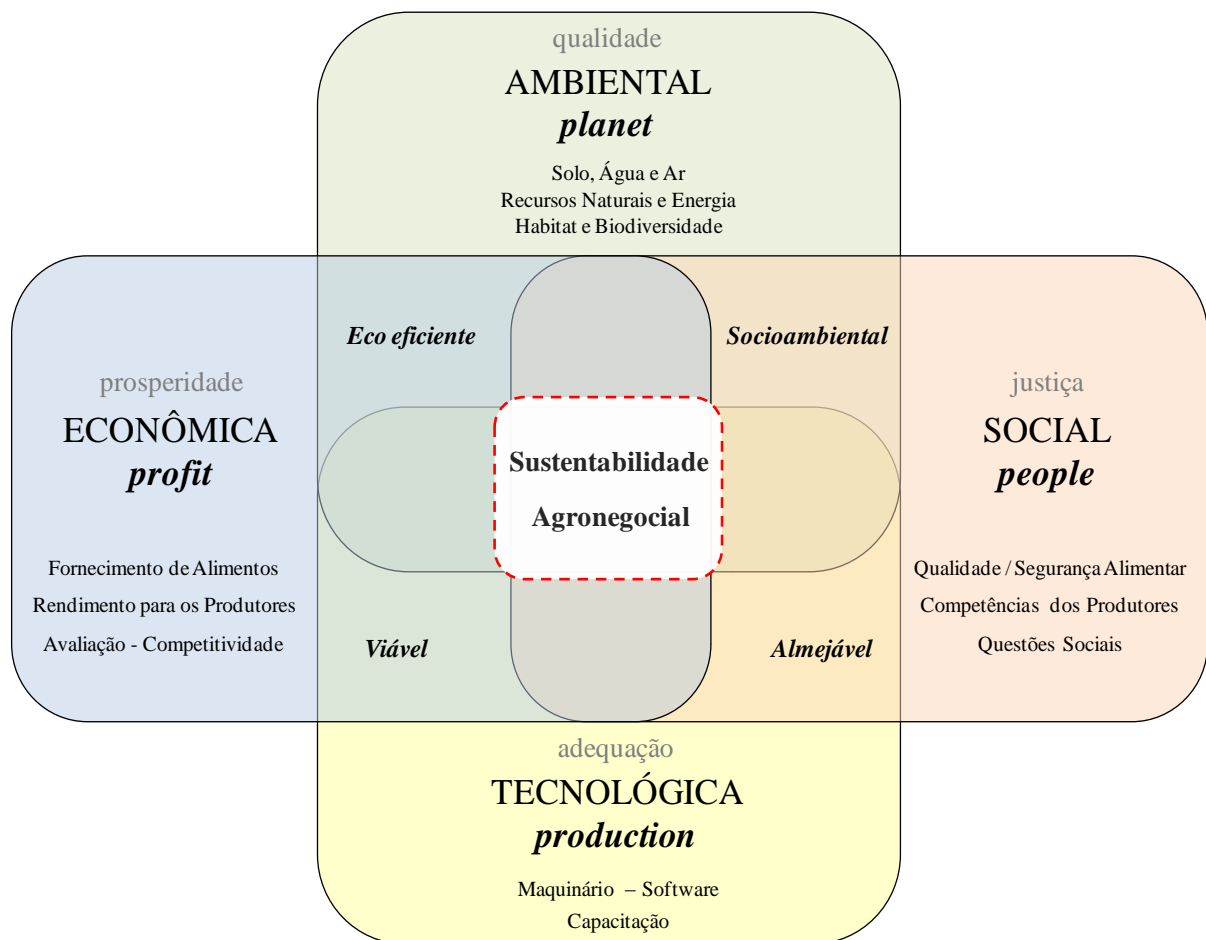 qualidade
AMBIENTAL
planet
Solo, Água e Ar
Recursos Naturais e Energia
Habitat e Biodiversidade
Eco eficiente
Socioambiental
prosperidade
ECONÔMICA
profit
Fornecimento de Alimentos
Rendimento para os Produtores
Avaliação - Competitividade
Sustentabilidade
Agronegocial
justiça
SOCIAL
people
Qualidade / Segurança Alimentar
Competências dos Produtores
Questões Sociais
Viável
Almejável
adequação
TECNOLÓGICA
production
Maquinário – Software
Capacitação